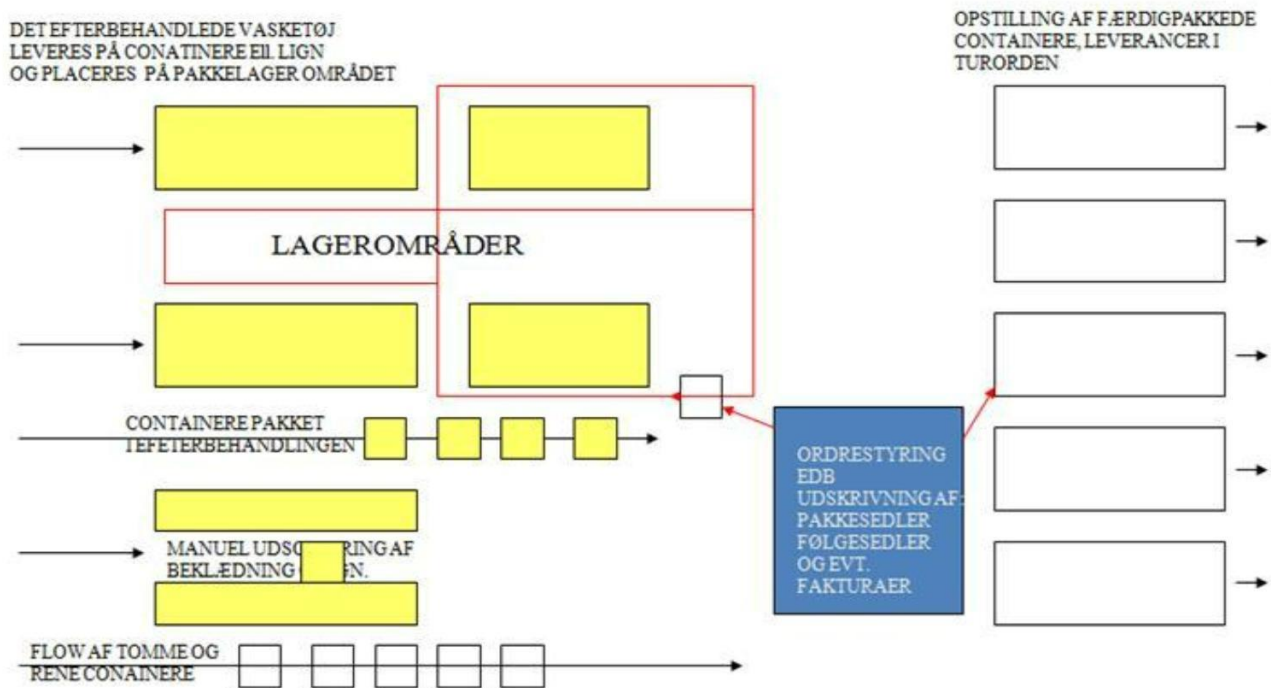 DET EFTERBEHANDLEDE VASKETØJ
LEVERES PÅ CONATINERE Ell. LIGN
OG PLACERES PÅ PAKKELAGER OMRÅDET
OPSTILLING AF FÆRDIGPAKKEDE
CONTAINERE, LEVERANCER I
TURORDEN
LAGEROMRÅDER
CONTAINERE PAKKET
ORDRESTYRING
EDB
UDSKRIVNING AF:
PAKKESEDLER
FØLGESEDLER
OG EVT.
FAKTURAER
MANUEL AF
BEKLÆDNING
FLOW AF TOMME OG
RENE CONAINERE